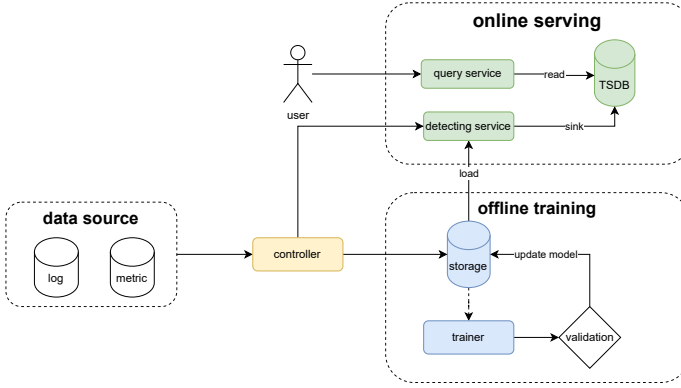 online serving
query service
read
TSDB
user
detecting service
sink
load
data source
offline training
log
metric
controller
storage
update model
trainer
validation